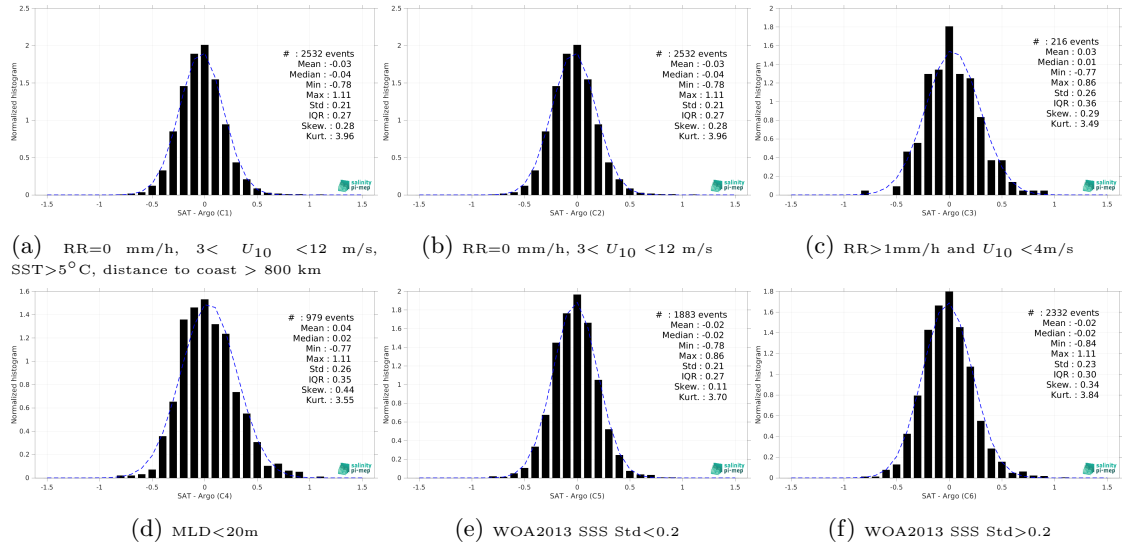 2.5
2
1.5
1
0.5
0
Normalized histogram
# : 2532 events
Mean : -0.03
Median : -0.04
Min : -0.78
Max : 1.11
Std : 0.21
IQR : 0.27
Skew. : 0.28
Kurt. : 3.96
salinity
pi-mep
-1.5 -1 -0.5 0 0.5 1 1.5
SAT - Argo (C1)
(a) RR=0 mm/h, 3< U10 <12 m/s,
SST>5°C, distance to coast > 800 km
2.5
2
1.5
1
0.5
0
Normalized histogram
# : 2532 events
Mean : -0.03
Median : -0.04
Min : -0.78
Max : 1.11
Std : 0.21
IQR : 0.27
Skew. : 0.28
Kurt. : 3.96
salinity
pi-mep
-1.5 -1 -0.5 0 0.5 1 1.5
SAT - Argo (C2)
(b) RR=0 mm/h, 3< U10 <12 m/s
2
1.8
1.6
1.4
1.2
1
0.8
0.6
0.4
0.2
0
Normalized histogram
# : 216 events
Mean : 0.03
Median : 0.01
Min : -0.77
Max : 0.86
Std : 0.26
IQR : 0.36
Skew. : 0.29
Kurt. : 3.49
salinity
pi-mep
-1.5 -1 -0.5 0 0.5 1 1.5
SAT - Argo (C3)
(c) RR>1mm/h and U10 <4m/s
1.6
1.4
1.2
1
0.8
0.6
0.4
0.2
0
Normalized histogram
# : 979 events
Mean : 0.04
Median : 0.02
Min : -0.77
Max : 1.11
Std : 0.26
IQR : 0.35
Skew. : 0.44
Kurt. : 3.55
salinity
pi-mep
-1.5 -1 -0.5 0 0.5 1 1.5
SAT - Argo (C4)
(d) MLD<20m
2
1.8
1.6
1.4
1.2
1
0.8
0.6
0.4
0.2
0
Normalized histogram
# : 1883 events
Mean : -0.02
Median : -0.02
Min : -0.78
Max : 0.86
Std : 0.21
IQR : 0.27
Skew. : 0.11
Kurt. : 3.70
salinity
pi-mep
-1.5 -1 -0.5 0 0.5 1 1.5
SAT - Argo (C5)
(e) WOA2013 SSS Std<0.2
1.8
1.6
1.4
1.2
1
0.8
0.6
0.4
0.2
0
Normalized histogram
# : 2332 events
Mean : -0.02
Median : -0.02
Min : -0.84
Max : 1.11
Std : 0.23
IQR : 0.30
Skew. : 0.34
Kurt. : 3.84
salinity
pi-mep
-1.5 -1 -0.5 0 0.5 1 1.5
SAT - Argo (C6)
(f) WOA2013 SSS Std>0.2